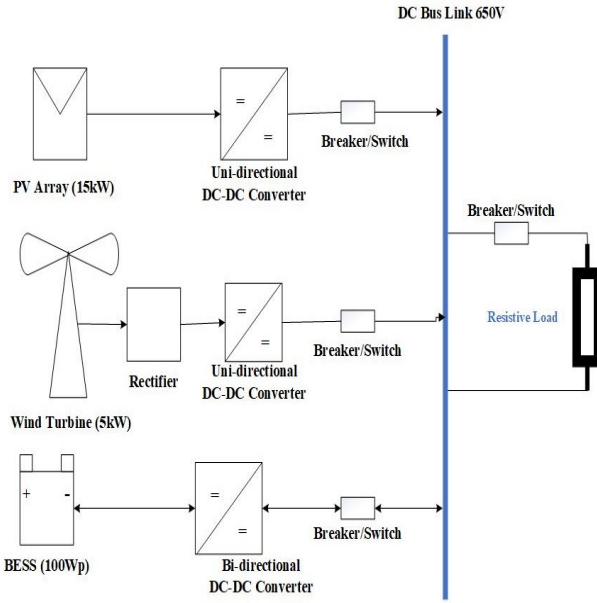 DC Bus Link 650V
=
=
Breaker/Switch
Uni-directional
DC-DC Converter
PV Array (15kW)
Breaker/Switch
Resistive Load
=
=
Breaker/Switch
Rectifier
Uni-directional
DC-DC Converter
Wind Turbine (5kW)
+ -
=
=
Breaker/Switch
BESS (100Wp)
Bi-directional
DC-DC Converter